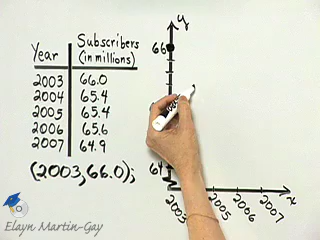 y
Year Subscribers (in millions)
66
2003 66.0
2004 65.4
2005 65.4
2006 65.6
2007 64.9
(2003,66.0);
64
x
2003 2005 2006 2007
Elayn Martin-Gay